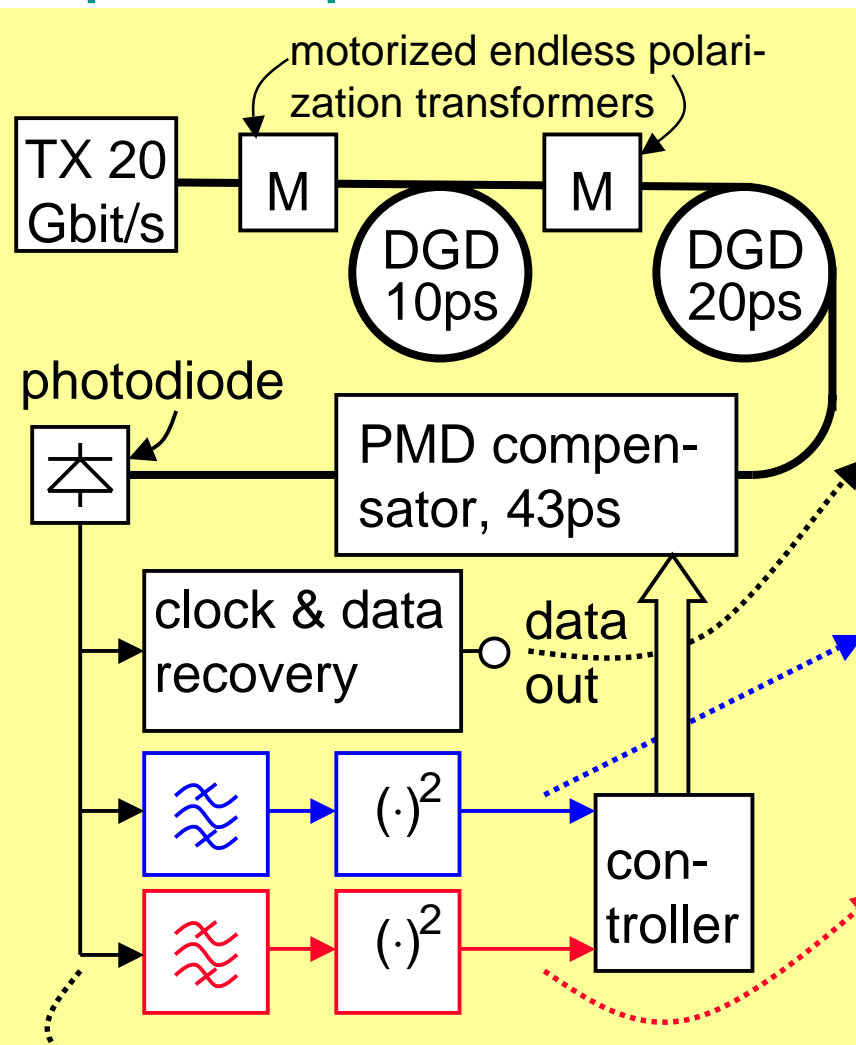 motorized endless polari-
zation transformers
TX 20
Gbit/s
M
M
DGD
10ps
DGD
20ps
photodiode
PMD compen-
sator, 43ps
clock & data
recovery
data
out
(·)²
(·)²
con-
troller